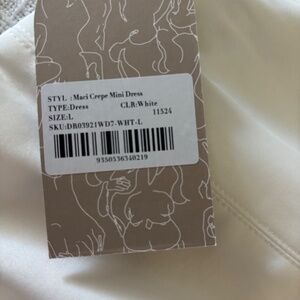 STYL :Maci Crepe Mini Dress
TYPE:Dress CLR:White
SIZE:L 11524
SKU:DR03921WD7-WHT-L
9350536340219